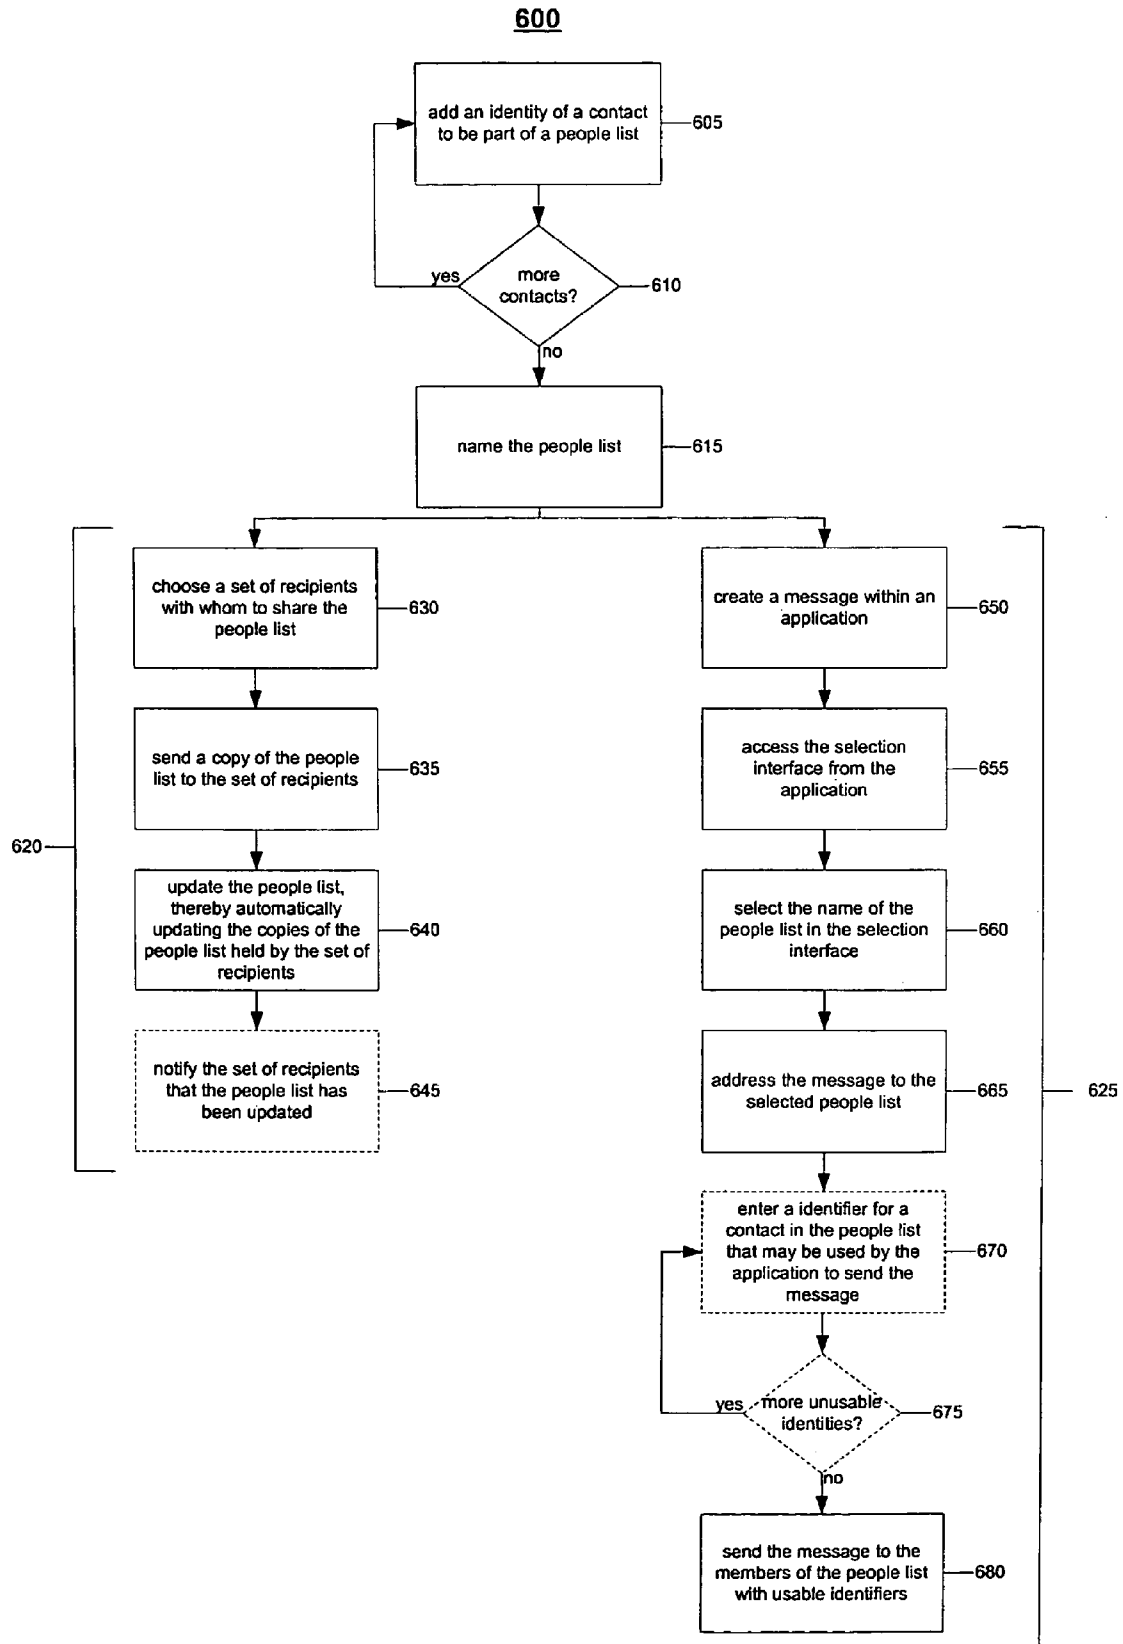 600
add an identity of a contact
to be part of a people list
605
yes
more
contacts?
610
no
name the people list
615
choose a set of recipients
with whom to share the
people list
630
send a copy of the people
list to the set of recipients
635
620
update the people list,
thereby automatically
updating the copies of the
people list held by the set of
recipients
640
notify the set of recipients
that the people list has
been updated
645
create a message within an
application
650
access the selection
interface from the
application
655
select the name of the
people list in the selection
interface
660
address the message to the
selected people list
665
625
enter a identifier for a
contact in the people list
that may be used by the
application to send the
message
670
yes
more unusable
identities?
675
no
send the message to the
members of the people list
with usable identifiers
680